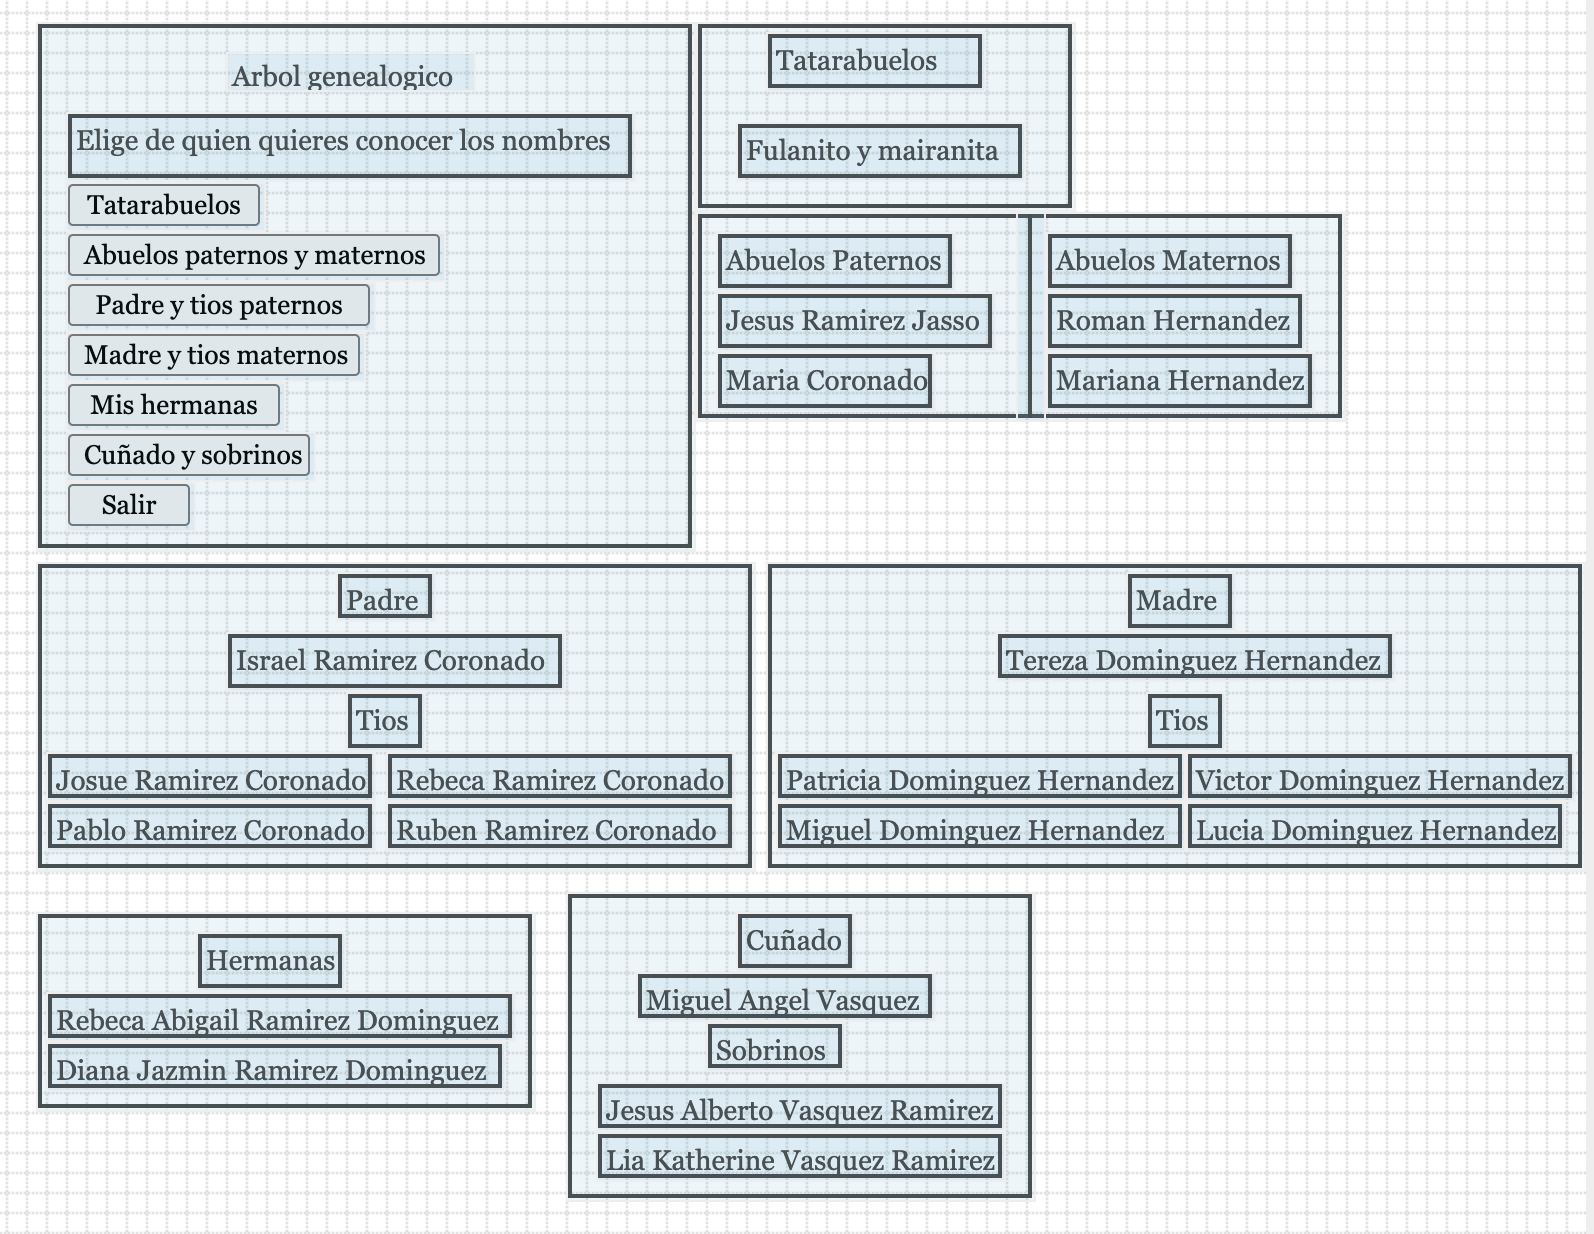 Arbol genealogico
Elige de quien quieres conocer los nombres
Tatarabuelos
Abuelos paternos y maternos
Padre y tios paternos
Madre y tios maternos
Mis hermanas
Cuñado y sobrinos
Salir
Tatarabuelos
Fulanito y mairanita
Abuelos Paternos
Jesus Ramirez Jasso
Maria Coronado
Abuelos Maternos
Roman Hernandez
Mariana Hernandez
Padre
Israel Ramirez Coronado
Tios
Josue Ramirez Coronado
Rebeca Ramirez Coronado
Pablo Ramirez Coronado
Ruben Ramirez Coronado
Madre
Tereza Dominguez Hernandez
Tios
Patricia Dominguez Hernandez
Victor Dominguez Hernandez
Miguel Dominguez Hernandez
Lucia Dominguez Hernandez
Hermanas
Rebeca Abigail Ramirez Dominguez
Diana Jazmin Ramirez Dominguez
Cuñado
Miguel Angel Vasquez
Sobrinos
Jesus Alberto Vasquez Ramirez
Lia Katherine Vasquez Ramirez